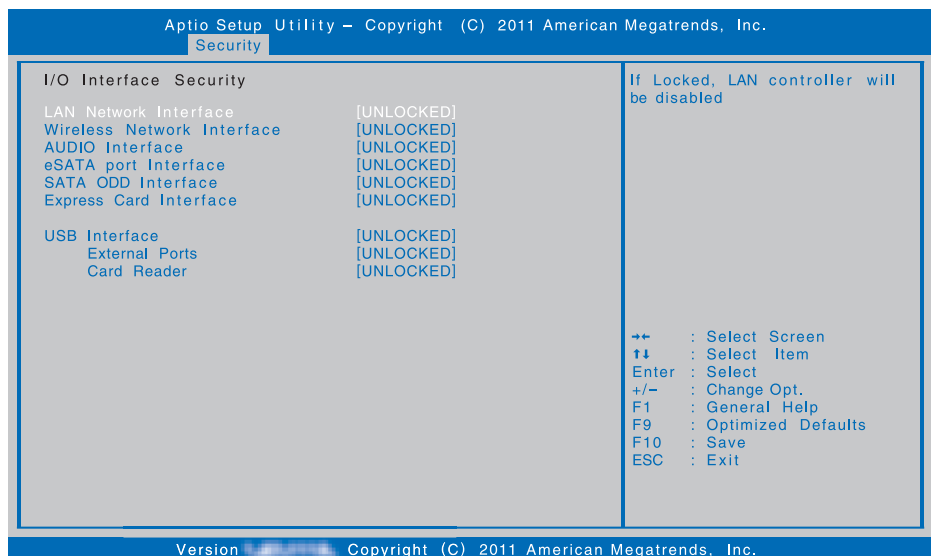 Aptio Setup Utility – Copyright (C) 2011 American Megatrends, Inc.
Security
I/O Interface Security
LAN Network Interface [UNLOCKED]
Wireless Network Interface [UNLOCKED]
AUDIO Interface [UNLOCKED]
eSATA port Interface [UNLOCKED]
SATA ODD Interface [UNLOCKED]
Express Card Interface [UNLOCKED]
USB Interface [UNLOCKED]
External Ports [UNLOCKED]
Card Reader [UNLOCKED]
If Locked, LAN controller will
be disabled
→← : Select Screen
↑↓ : Select Item
Enter : Select
+/– : Change Opt.
F1 : General Help
F9 : Optimized Defaults
F10 : Save
ESC : Exit
Version Copyright (C) 2011 American Megatrends, Inc.